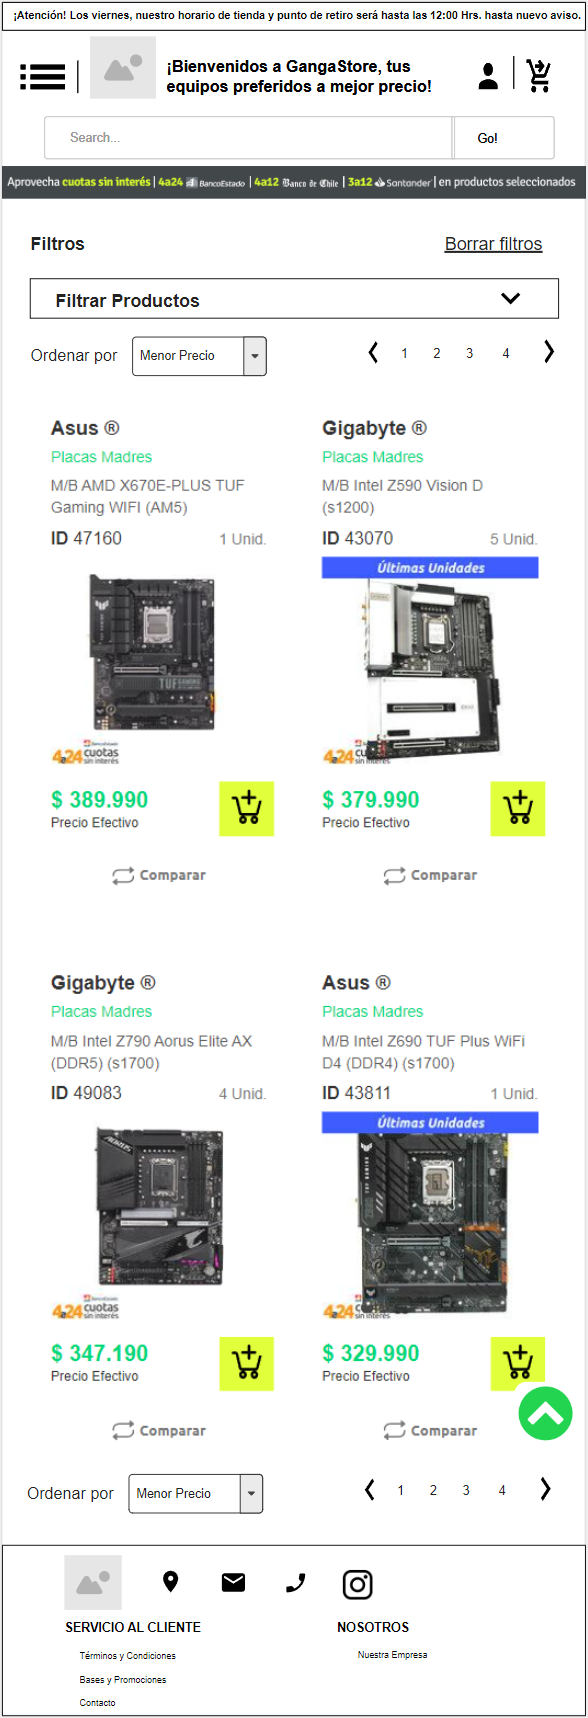 ¡Atención! Los viernes, nuestro horario de tienda y punto de retiro será hasta las 12:00 Hrs. hasta nuevo aviso.
¡Bienvenidos a GangaStore, tus
equipos preferidos a mejor precio!
Search...
Go!
Aprovecha cuotas sin interés | 4a24 BancoEstado | 4a12 Banco de Chile | 3a12 Santander | en productos seleccionados
Filtros
Borrar filtros
Filtrar Productos
Ordenar por
Menor Precio
1 2 3 4
Asus ®
Placas Madres
M/B AMD X670E-PLUS TUF
Gaming WIFI (AM5)
ID 47160
1 Unid.
BancoEstado
4a24 cuotas
sin interés
$ 389.990
Precio Efectivo
Comparar
Gigabyte ®
Placas Madres
M/B Intel Z590 Vision D
(s1200)
ID 43070
5 Unid.
Últimas Unidades
4a24 cuotas
sin interés
$ 379.990
Precio Efectivo
Comparar
Gigabyte ®
Placas Madres
M/B Intel Z790 Aorus Elite AX
(DDR5) (s1700)
ID 49083
4 Unid.
BancoEstado
4a24 cuotas
sin interés
$ 347.190
Precio Efectivo
Comparar
Asus ®
Placas Madres
M/B Intel Z690 TUF Plus WiFi
D4 (DDR4) (s1700)
ID 43811
1 Unid.
Últimas Unidades
4a24 cuotas
sin interés
$ 329.990
Precio Efectivo
Comparar
Ordenar por
Menor Precio
1 2 3 4
SERVICIO AL CLIENTE
Términos y Condiciones
Bases y Promociones
Contacto
NOSOTROS
Nuestra Empresa